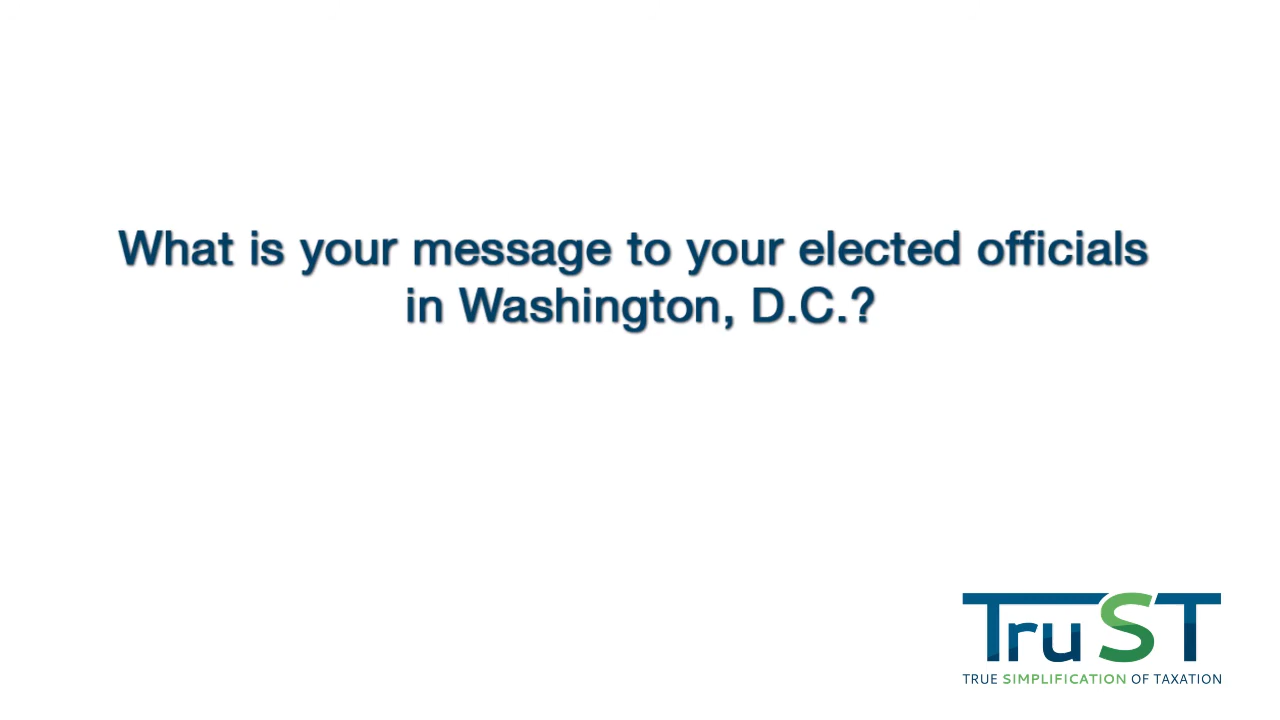 What is your message to your elected officials
in Washington, D.C.?
TruST
TRUE SIMPLIFICATION OF TAXATION